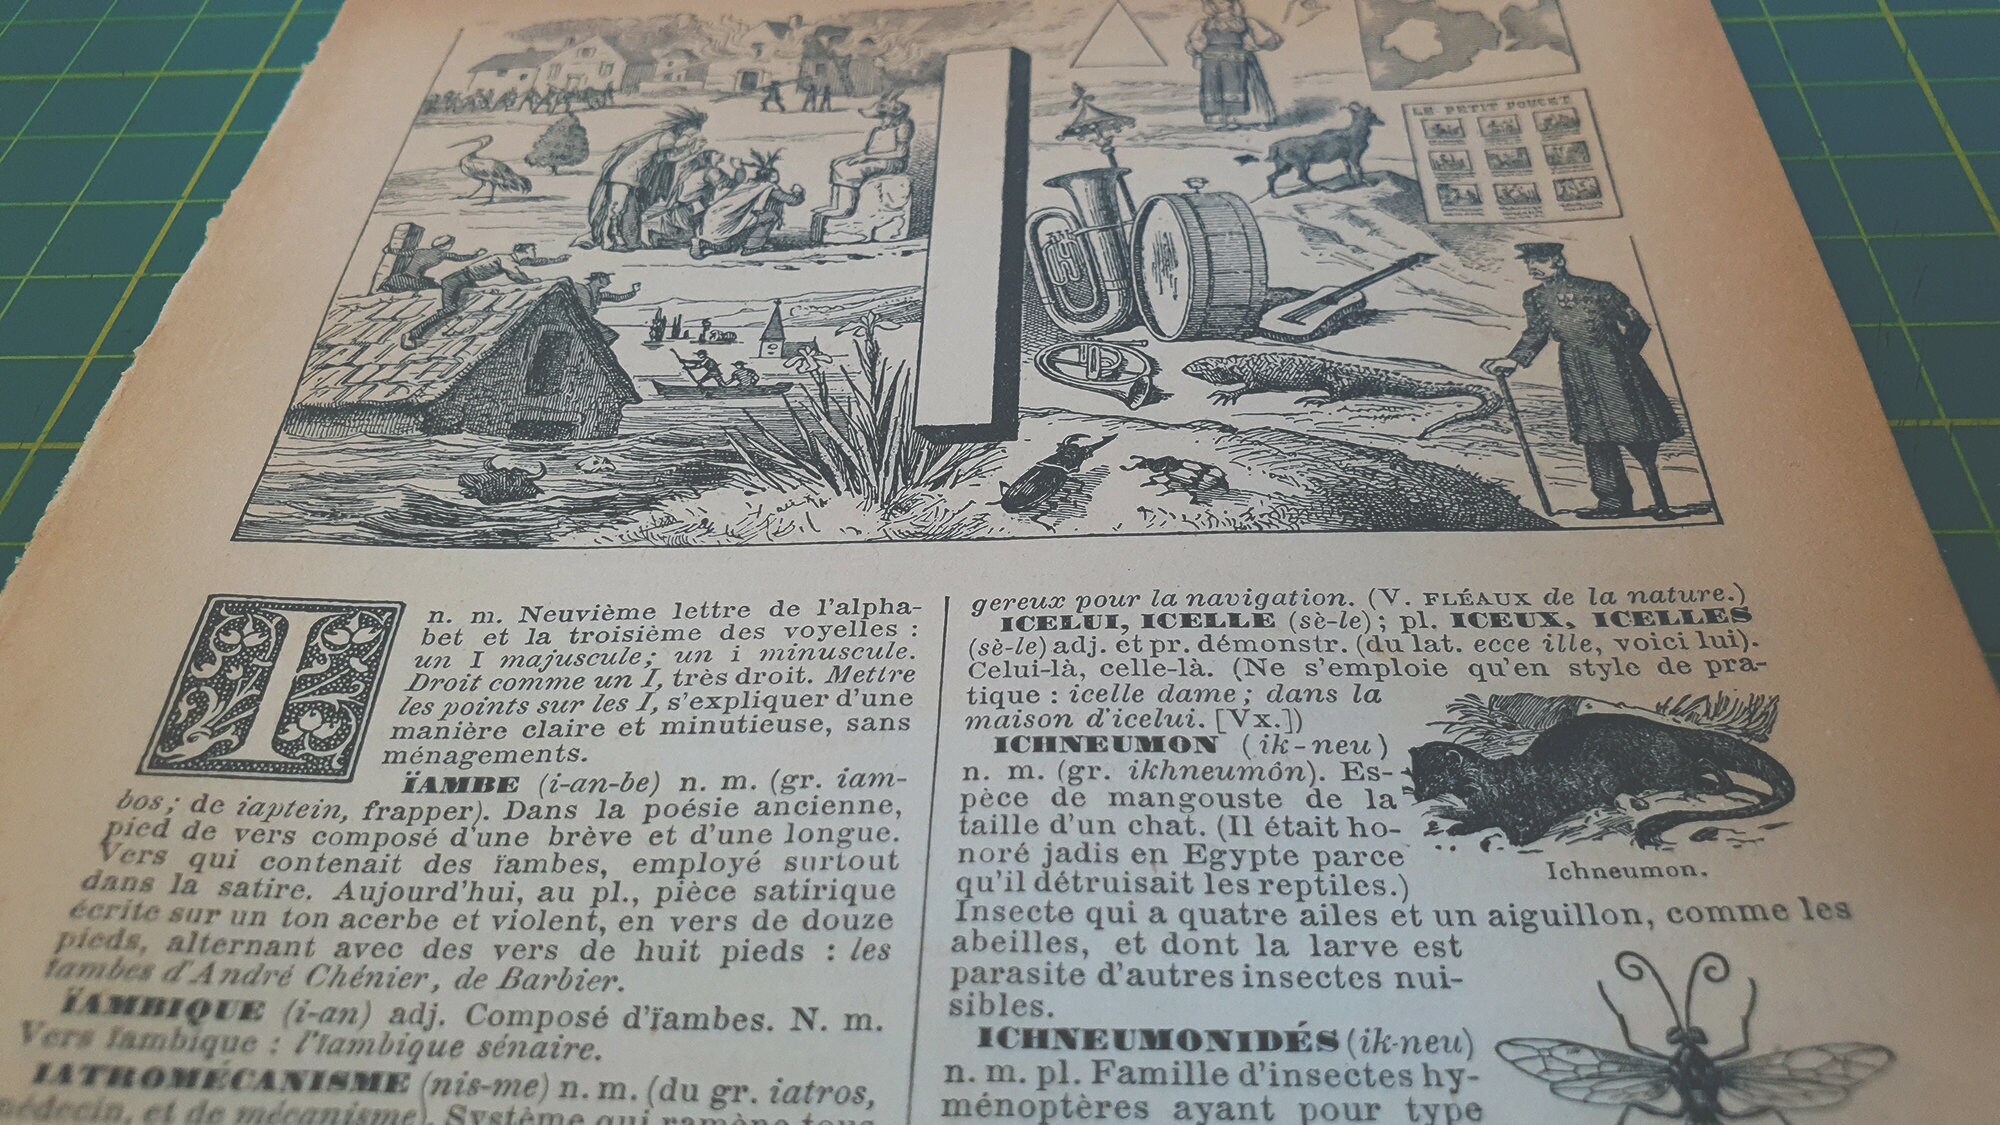 LE PETIT POUCET
I
n. m. Neuvième lettre de l'alpha-
bet et la troisième des voyelles :
un I majuscule; un i minuscule.
Droit comme un I, très droit. Mettre
les points sur les I, s'expliquer d'une
manière claire et minutieuse, sans
ménagements.
ÏAMBE (i-an-be) n. m. (gr. iam-
bos; de iaptein, frapper). Dans la poésie ancienne,
pied de vers composé d'une brève et d'une longue.
Vers qui contenait des ïambes, employé surtout
dans la satire. Aujourd'hui, au pl., pièce satirique
écrite sur un ton acerbe et violent, en vers de douze
pieds, alternant avec des vers de huit pieds : les
ïambes d'André Chénier, de Barbier.
ÏAMBIQUE (i-an) adj. Composé d'ïambes. N. m.
Vers ïambique : l'ïambique sénaire.
IATROMÉCANISME (nis-me) n. m. (du gr. iatros,
médecin, et de mécanisme). Système qui ramène tous
gereux pour la navigation. (V. FLÉAUX de la nature.)
ICELUI, ICELLE (sè-le); pl. ICEUX, ICELLES
(sè-le) adj. et pr. démonstr. (du lat. ecce ille, voici lui).
Celui-là, celle-là. (Ne s'emploie qu'en style de pra-
tique : icelle dame; dans la
maison d'icelui. [Vx.])
ICHNEUMON (ik-neu)
n. m. (gr. ikhneumôn). Es-
pèce de mangouste de la
taille d'un chat. (Il était ho-
noré jadis en Egypte parce
qu'il détruisait les reptiles.)
Insecte qui a quatre ailes et un aiguillon, comme les
abeilles, et dont la larve est
parasite d'autres insectes nui-
sibles.
ICHNEUMONIDÉS (ik-neu)
n. m. pl. Famille d'insectes hy-
ménoptères ayant pour type
Ichneumon.